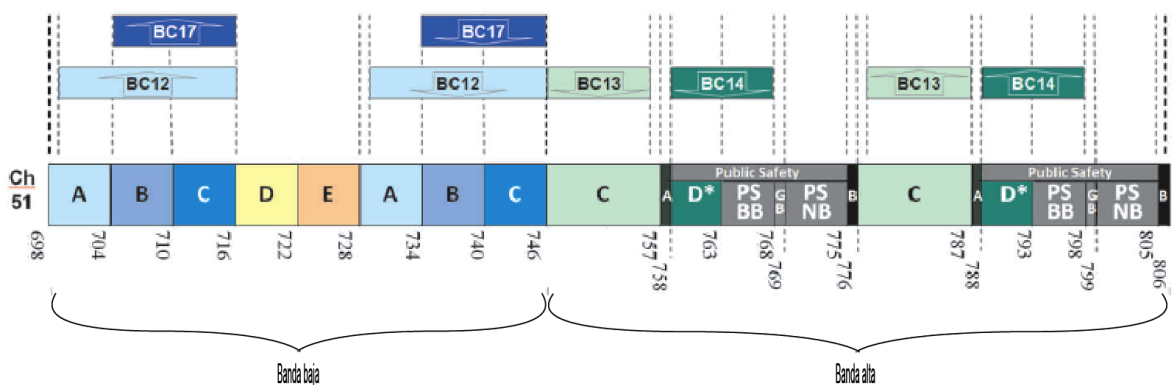 BC17 BC17
BC12 BC12 BC13 BC14 BC13 BC14
Public Safety Public Safety
Ch 51
A B C D E A B C C A D* PS BB GB PS NB B C A D* PS BB GB PS NB B
698 704 710 716 722 728 734 740 746 757 758 763 768 769 775 776 787 788 793 798 799 805 806
Banda baja Banda alta